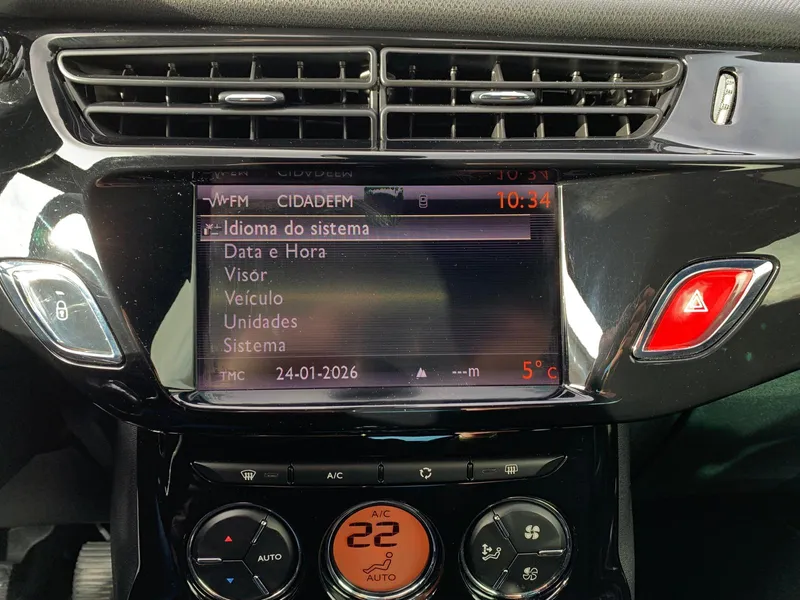 FM CIDADEFM 10:34
Idioma do sistema
Data e Hora
Visor
Veículo
Unidades
Sistema
TMC 24-01-2026 ---m 5°C
A/C
AUTO
A/C
22
AUTO